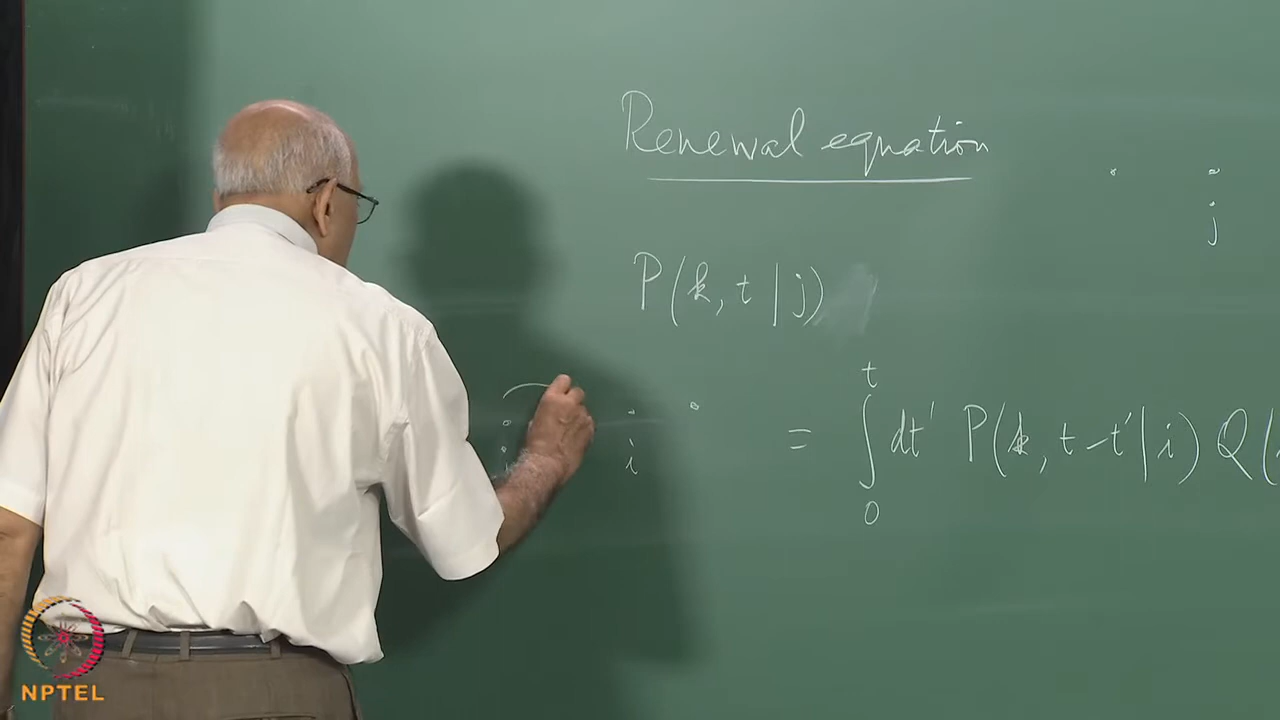 Renewal equation
j
P(k, t | j)
i
= ∫₀ᵗ dt' P(k, t - t' | i) Q(
NPTEL